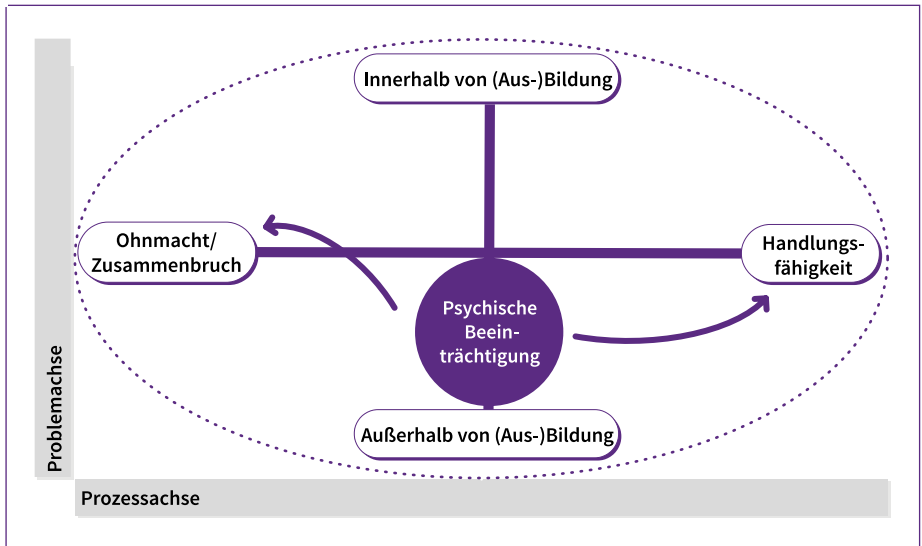 Innerhalb von (Aus-)Bildung
Ohnmacht/
Zusammenbruch
Handlungs-
fähigkeit
Psychische
Beein-
trächtigung
Außerhalb von (Aus-)Bildung
Problemachse
Prozessachse